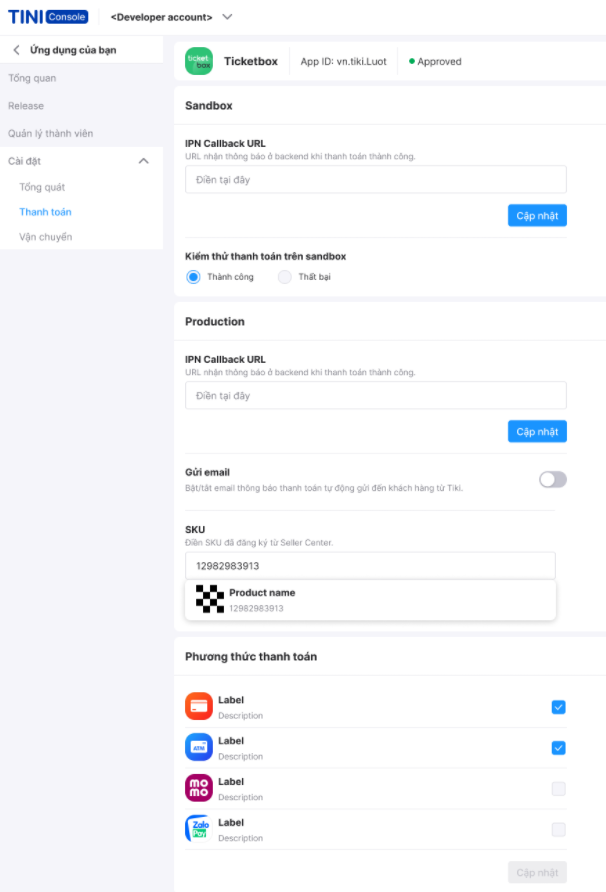 TINI Console <Developer account>
Ứng dụng của bạn
Tổng quan
Release
Quản lý thành viên
Cài đặt
Tổng quát
Thanh toán
Vận chuyển
ticket box Ticketbox App ID: vn.tiki.Luot Approved
Sandbox
IPN Callback URL
URL nhận thông báo ở backend khi thanh toán thành công.
Điền tại đây
Cập nhật
Kiểm thử thanh toán trên sandbox
Thành công Thất bại
Production
IPN Callback URL
URL nhận thông báo ở backend khi thanh toán thành công.
Điền tại đây
Cập nhật
Gửi email
Bật/tắt email thông báo thanh toán tự động gửi đến khách hàng từ Tiki.
SKU
Điền SKU đã đăng ký từ Seller Center.
12982983913
Product name
12982983913
Phương thức thanh toán
Label
Description
ATM Label
Description
mo mo Label
Description
Zalo Pay Label
Description
Cập nhật